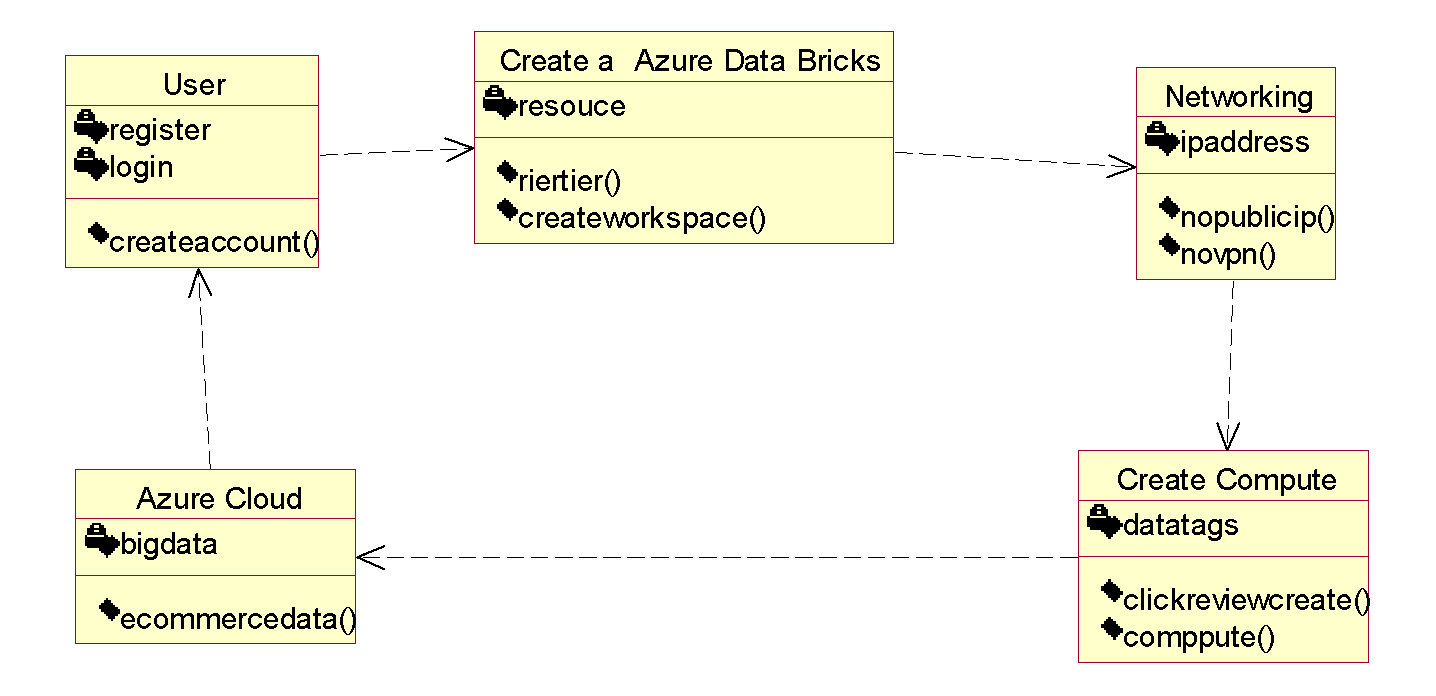 User
register
login
createaccount()
Create a Azure Data Bricks
resouce
riertier()
createworkspace()
Networking
ipaddress
nopublicip()
novpn()
Azure Cloud
bigdata
ecommercedata()
Create Compute
datatags
clickreviewcreate()
comppute()